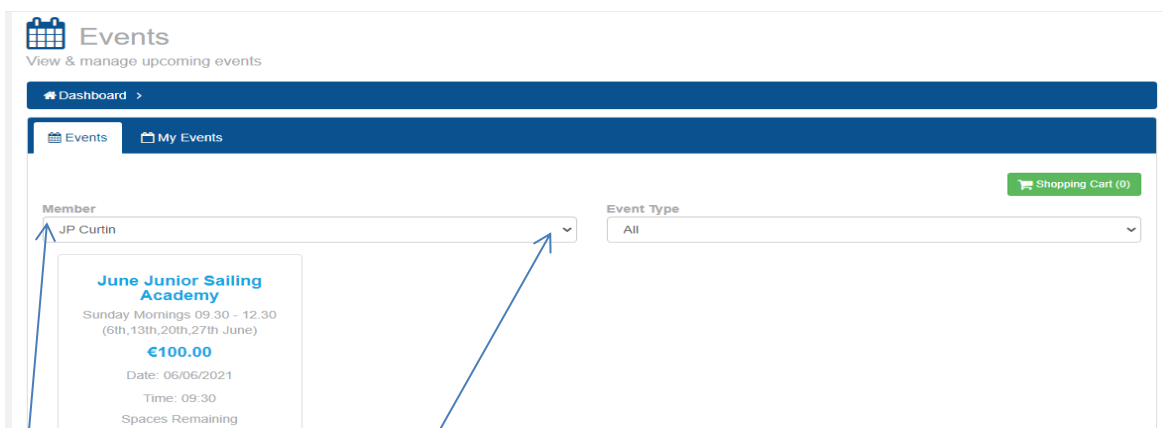 Events
View & manage upcoming events
Dashboard >
Events My Events
Shopping Cart (0)
Member Event Type
JP Curtin All
June Junior Sailing
Academy
Sunday Mornings 09.30 - 12.30
(6th,13th,20th,27th June)
€100.00
Date: 06/06/2021
Time: 09:30
Spaces Remaining